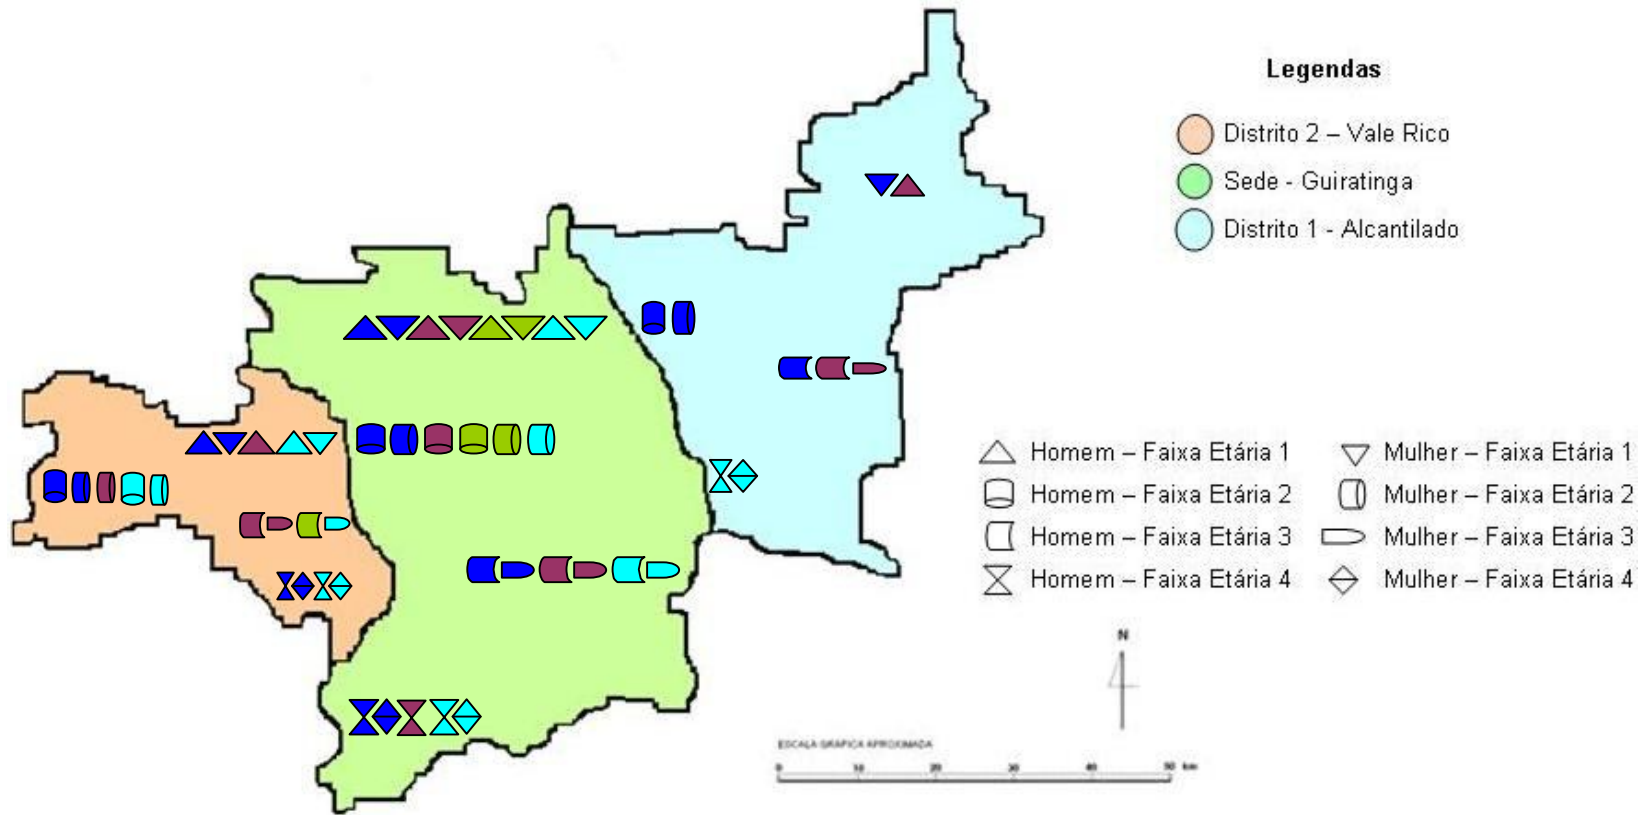 Legendas
Distrito 2 – Vale Rico
Sede - Guiratinga
Distrito 1 - Alcantilado
Homem – Faixa Etária 1
Mulher – Faixa Etária 1
Homem – Faixa Etária 2
Mulher – Faixa Etária 2
Homem – Faixa Etária 3
Mulher – Faixa Etária 3
Homem – Faixa Etária 4
Mulher – Faixa Etária 4
N
ESCALA GRÁFICA APROXIMADA
0 10 20 30 40 50 km